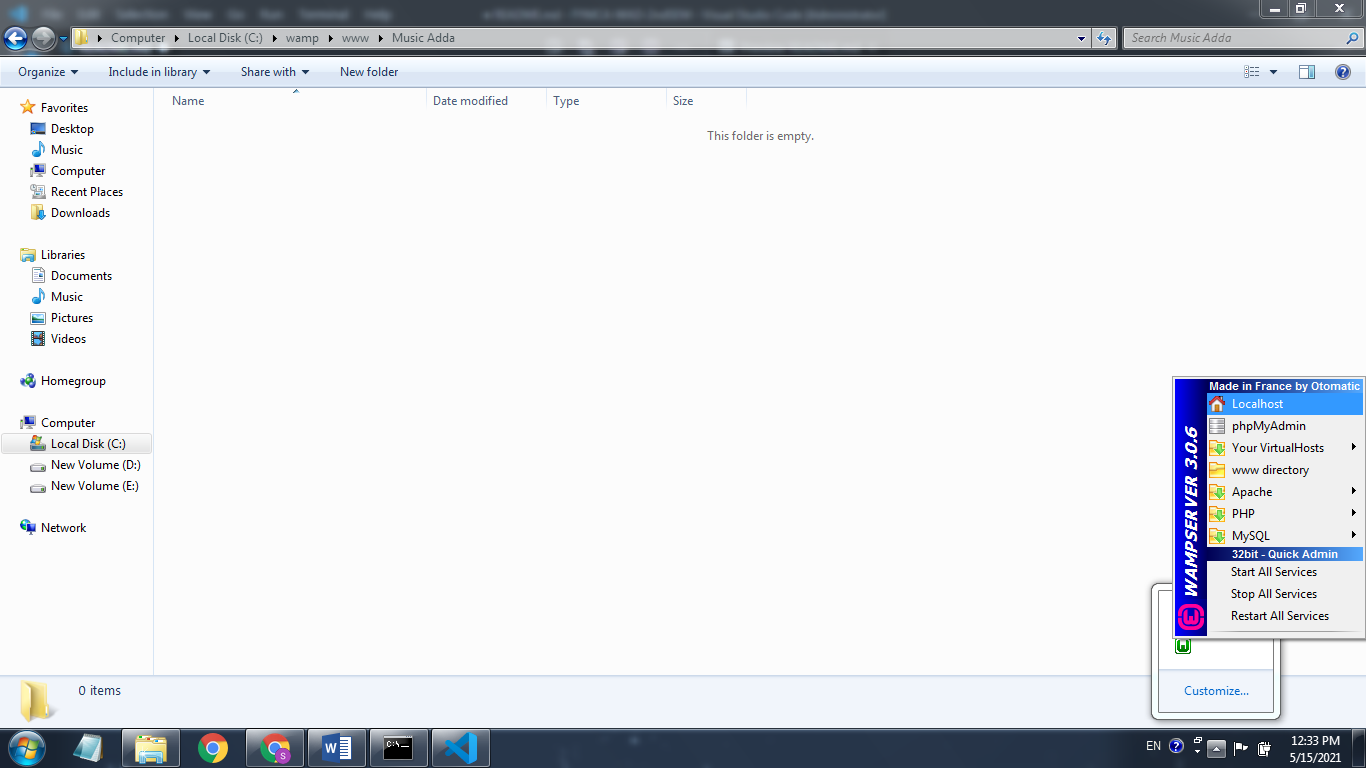 Computer Local Disk (C:) wamp www Music Adda
Search Music Adda
Organize Include in library Share with New folder
Name Date modified Type Size
This folder is empty.
Favorites
Desktop
Music
Computer
Recent Places
Downloads
Libraries
Documents
Music
Pictures
Videos
Homegroup
Computer
Local Disk (C:)
New Volume (D:)
New Volume (E:)
Network
0 items
WAMPSERVER 3.0.6
Made in France by Otomatic
Localhost
phpMyAdmin
Your VirtualHosts
www directory
Apache
PHP
MySQL
32bit - Quick Admin
Start All Services
Stop All Services
Restart All Services
Customize...
EN
12:33 PM
5/15/2021